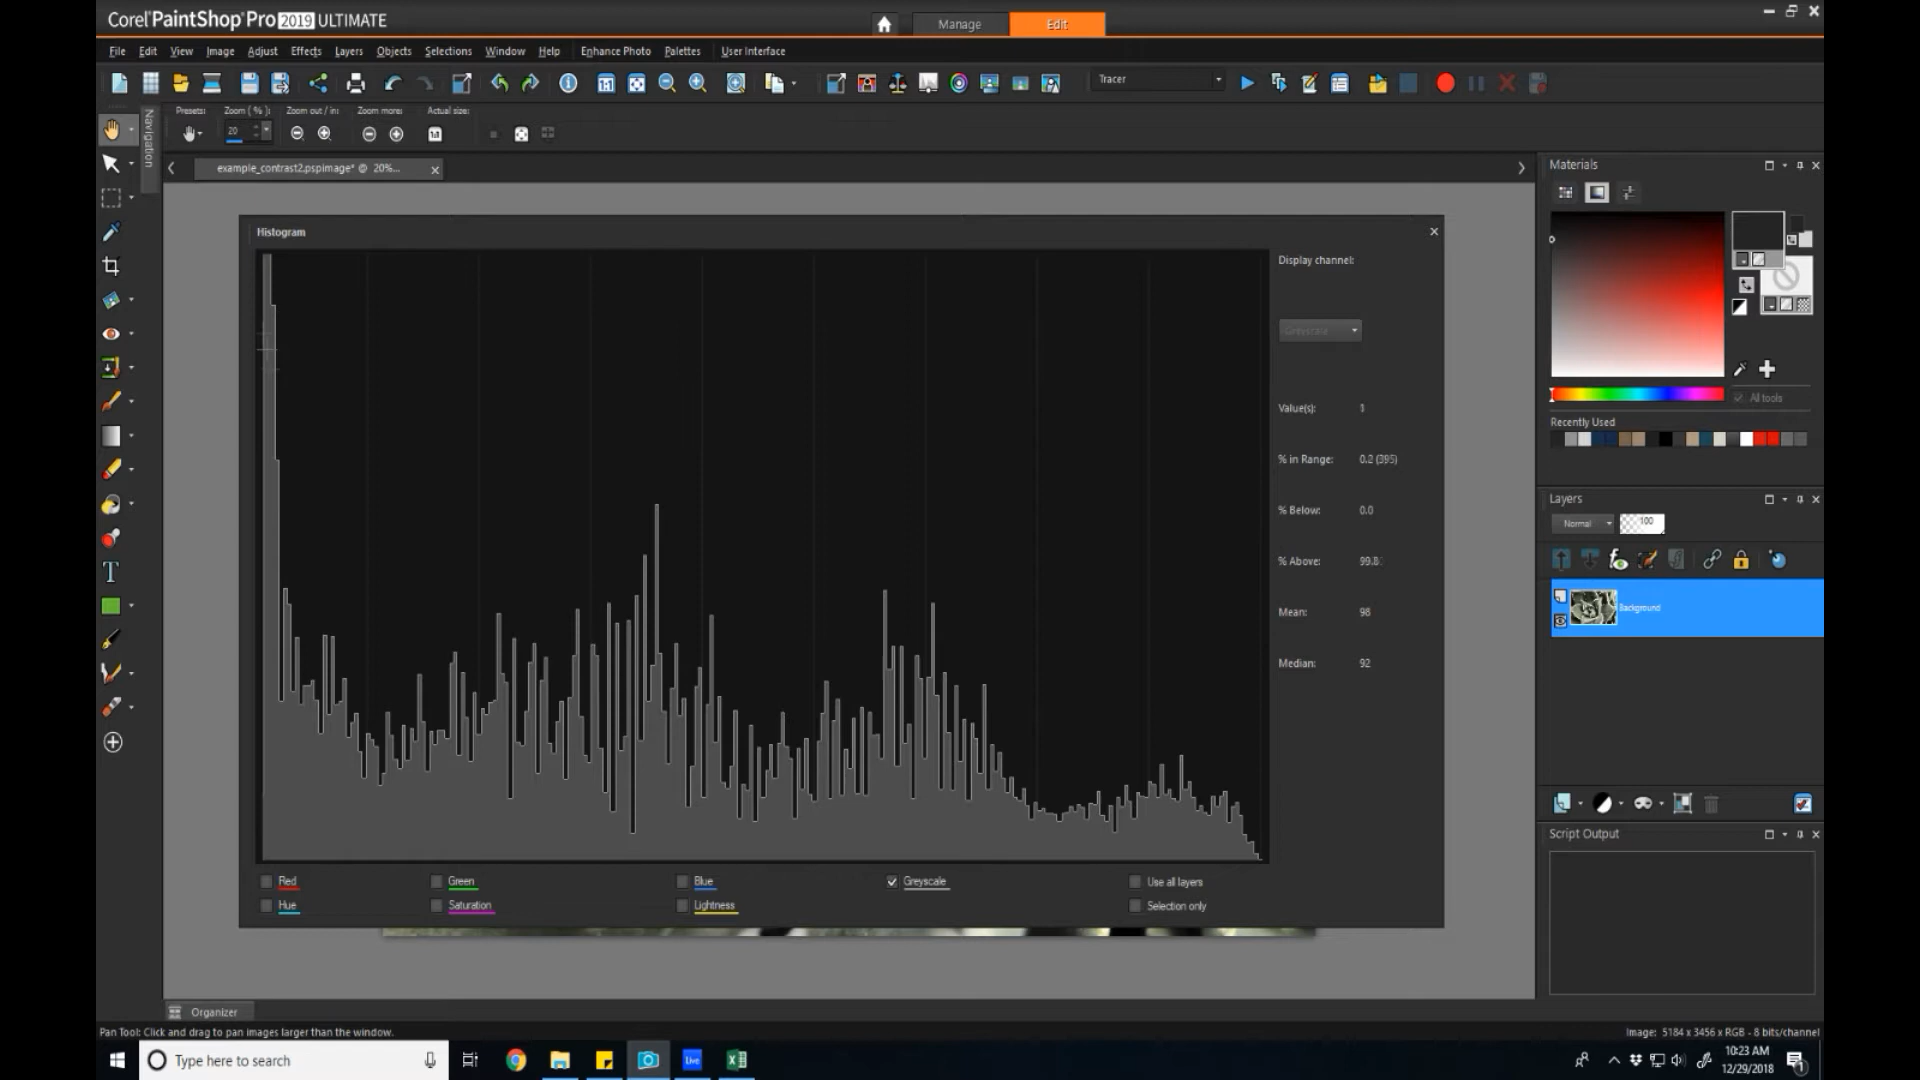 Corel PaintShop Pro 2019 ULTIMATE
Manage
Edit
File Edit View Image Adjust Effects Layers Objects Selections Window Help Enhance Photo Palettes User Interface
Tracer
Presets: Zoom ( % ): Zoom out / in: Zoom more: Actual size:
20
Navigation
example_contrast2.pspimage* @ 20%...
Histogram
Display channel:
Greyscale
Value(s): 1
% in Range: 0.2 (395)
% Below: 0.0
% Above:
Mean: 98
Median: 92
Red Green Blue Greyscale Use all layers
Hue Saturation Lightness Selection only
Materials
All tools
Recently Used
Layers
Normal 100
Background
Script Output
Organizer
Pan Tool: Click and drag to pan images larger than the window.
Image: 5184 x 3456 x RGB - 8 bits/channel
Type here to search
Live
10:23 AM
12/29/2018
1